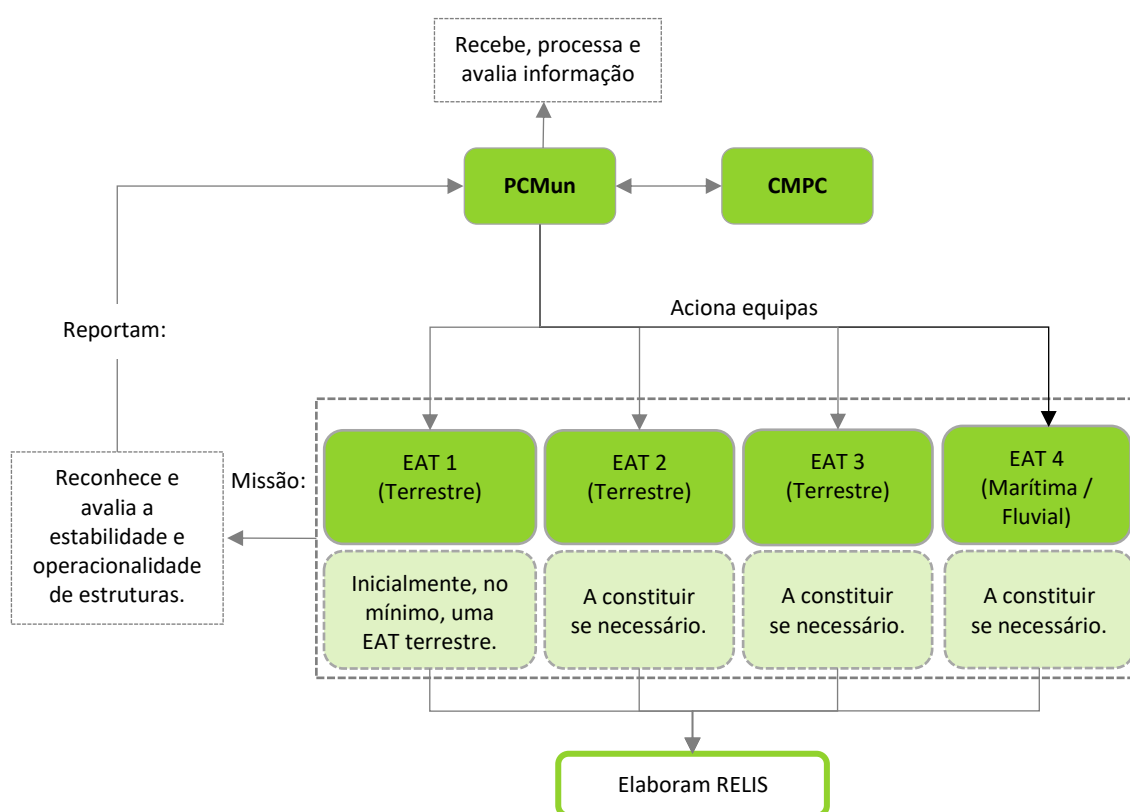 Recebe, processa e
avalia informação
PCMun
CMPC
Aciona equipas
Reportam:
Reconhece e
avalia a
estabilidade e
operacionalidade
de estruturas.
Missão:
EAT 1
(Terrestre)
EAT 2
(Terrestre)
EAT 3
(Terrestre)
EAT 4
(Marítima /
Fluvial)
Inicialmente, no
mínimo, uma
EAT terrestre.
A constituir
se necessário.
A constituir
se necessário.
A constituir
se necessário.
Elaboram RELIS